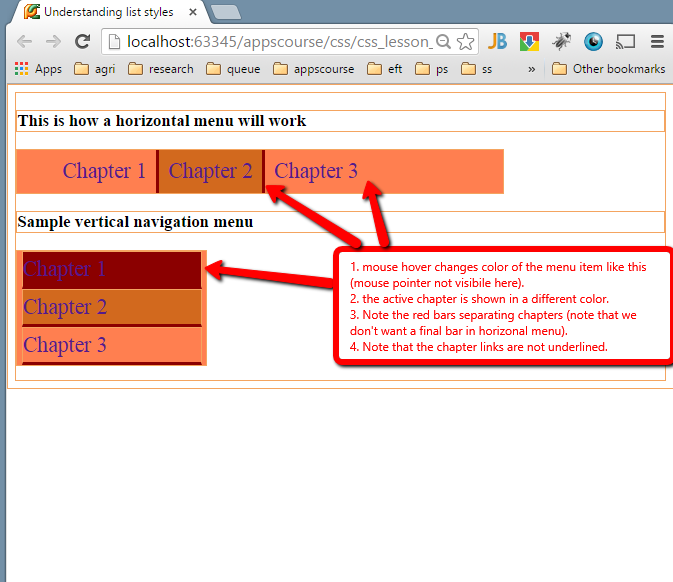 Understanding list styles
localhost:63345/appscourse/css/css_lesson_
JB
Apps agri research queue appscourse eft ps ss » Other bookmarks
This is how a horizontal menu will work
Chapter 1 Chapter 2 Chapter 3
Sample vertical navigation menu
Chapter 1
Chapter 2
Chapter 3
1. mouse hover changes color of the menu item like this
(mouse pointer not visibile here).
2. the active chapter is shown in a different color.
3. Note the red bars separating chapters (note that we
don't want a final bar in horizonal menu).
4. Note that the chapter links are not underlined.